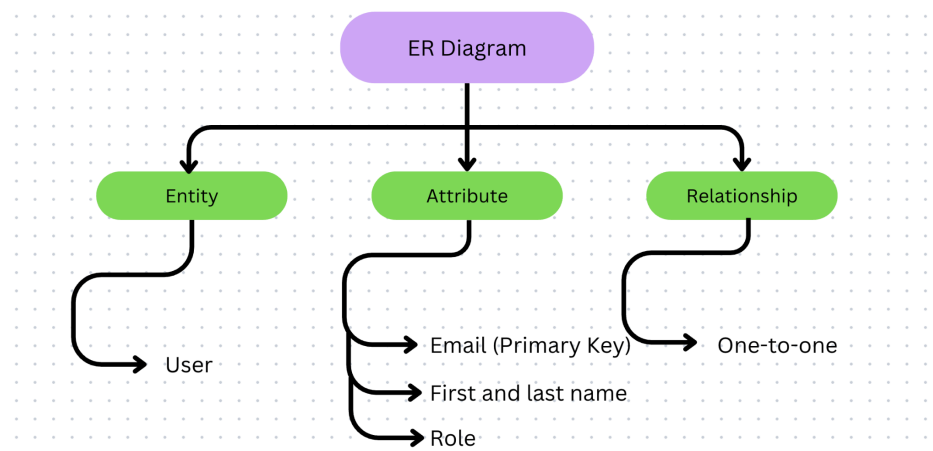 ER Diagram
Entity
Attribute
Relationship
Email (Primary Key)
One-to-one
User
First and last name
Role